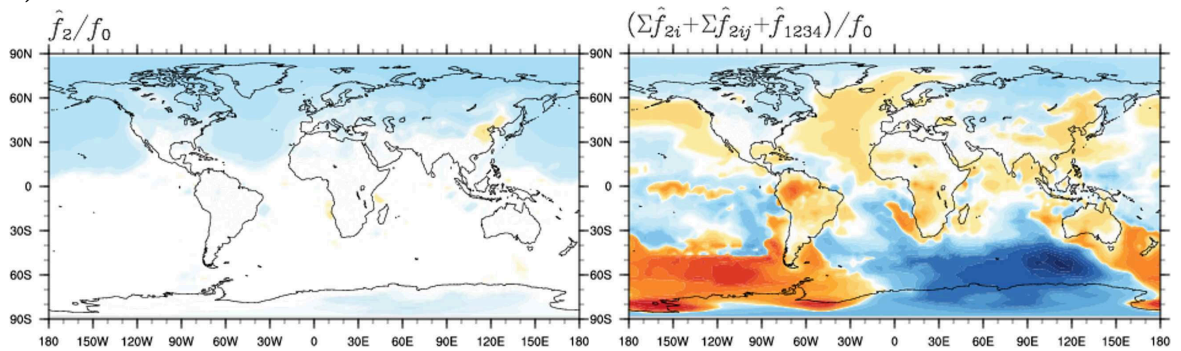 )
f̂₂/f₀
(Σf̂₂ᵢ+Σf̂₂ᵢⱼ+f̂₁₂₃₄)/f₀
90N 90N
60N 60N
30N 30N
0 0
30S 30S
60S 60S
90S 90S
180 150W 120W 90W 60W 30W 0 30E 60E 90E 120E 150E 180
180 150W 120W 90W 60W 30W 0 30E 60E 90E 120E 150E 180